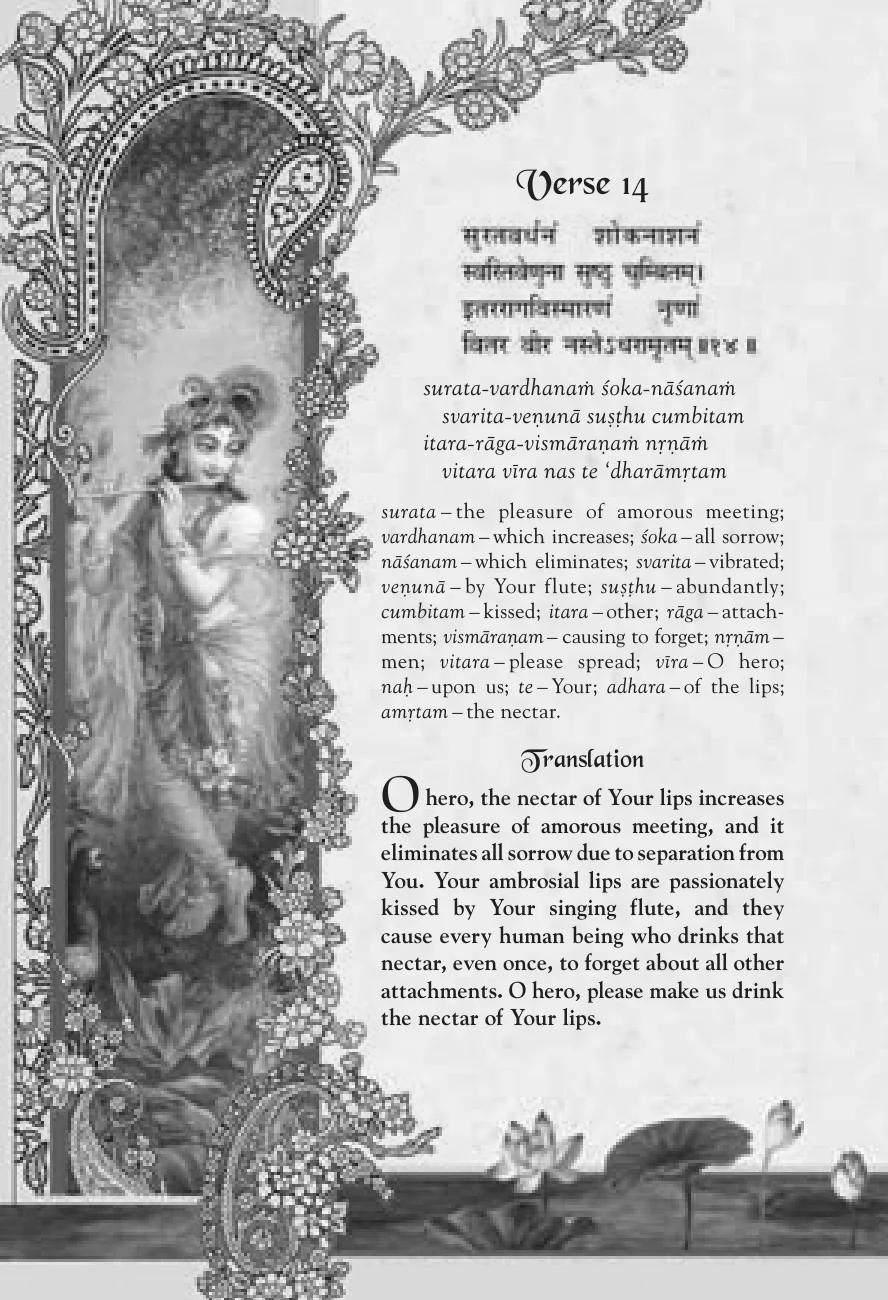 Verse 14
सुरतवर्धनं शोकनाशनं
स्वरितवेणुना सुष्ठु चुम्बितम्।
इतररागविस्मारणं नृणां
वितर वीर नस्तेऽधरामृतम्॥१४॥
surata-vardhanaṁ śoka-nāśanaṁ
svarita-veṇunā suṣṭhu cumbitam
itara-rāga-vismāraṇaṁ nṛṇāṁ
vitara vīra nas te ‘dharāmṛtam
surata – the pleasure of amorous meeting;
vardhanam – which increases; śoka – all sorrow;
nāśanam – which eliminates; svarita – vibrated;
veṇunā – by Your flute; suṣṭhu – abundantly;
cumbitam – kissed; itara – other; rāga – attach-
ments; vismāraṇam – causing to forget; nṛṇām –
men; vitara – please spread; vīra – O hero;
naḥ – upon us; te – Your; adhara – of the lips;
amṛtam – the nectar.
Translation
O hero, the nectar of Your lips increases
the pleasure of amorous meeting, and it
eliminates all sorrow due to separation from
You. Your ambrosial lips are passionately
kissed by Your singing flute, and they
cause every human being who drinks that
nectar, even once, to forget about all other
attachments. O hero, please make us drink
the nectar of Your lips.